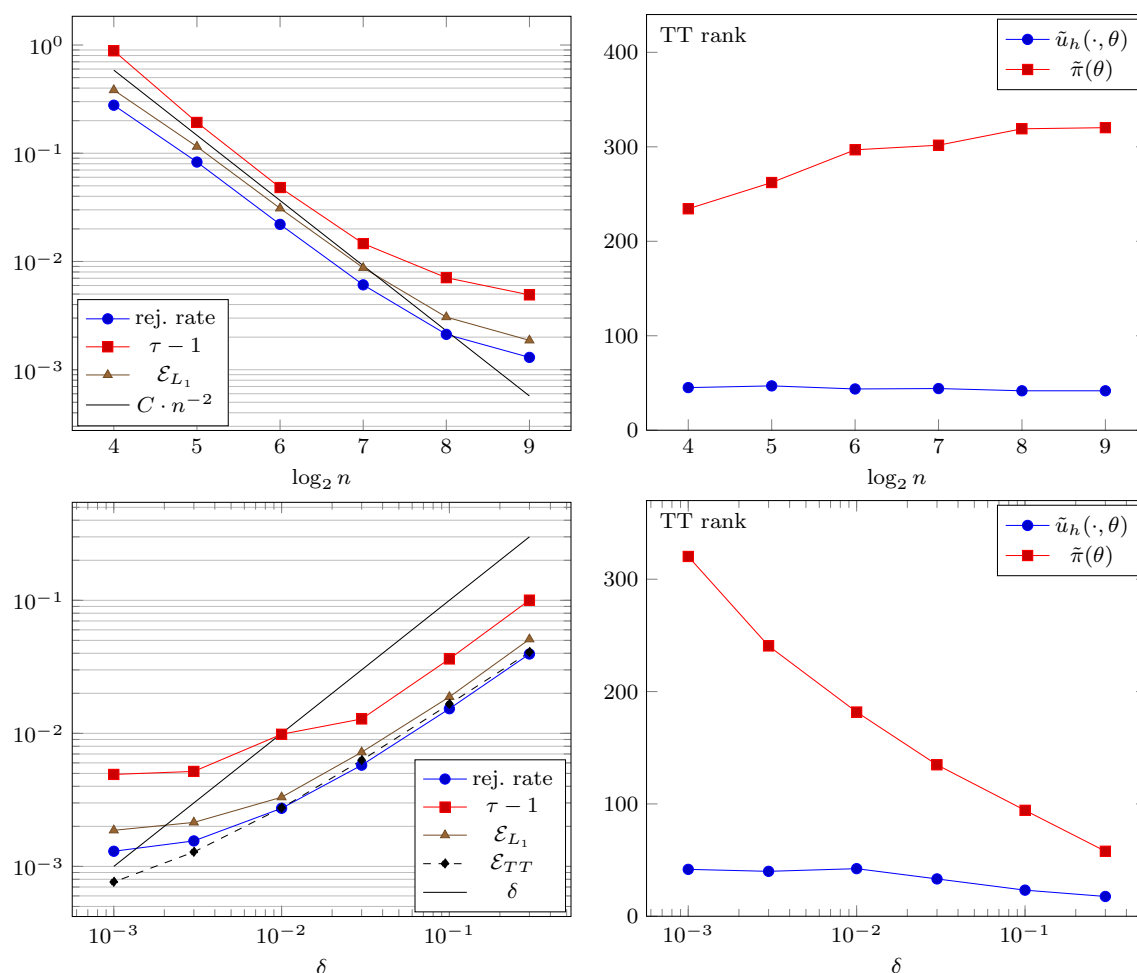 10^0
10^{-1}
10^{-2}
10^{-3}
rej. rate
τ − 1
ℰ_{L_1}
C · n^{-2}
4 5 6 7 8 9
log_2 n
TT rank
ũ_h(·, θ)
π̃(θ)
400
300
200
100
0
4 5 6 7 8 9
log_2 n
10^{-1}
10^{-2}
10^{-3}
rej. rate
τ − 1
ℰ_{L_1}
ℰ_{TT}
δ
10^{-3} 10^{-2} 10^{-1}
δ
TT rank
ũ_h(·, θ)
π̃(θ)
300
200
100
0
10^{-3} 10^{-2} 10^{-1}
δ